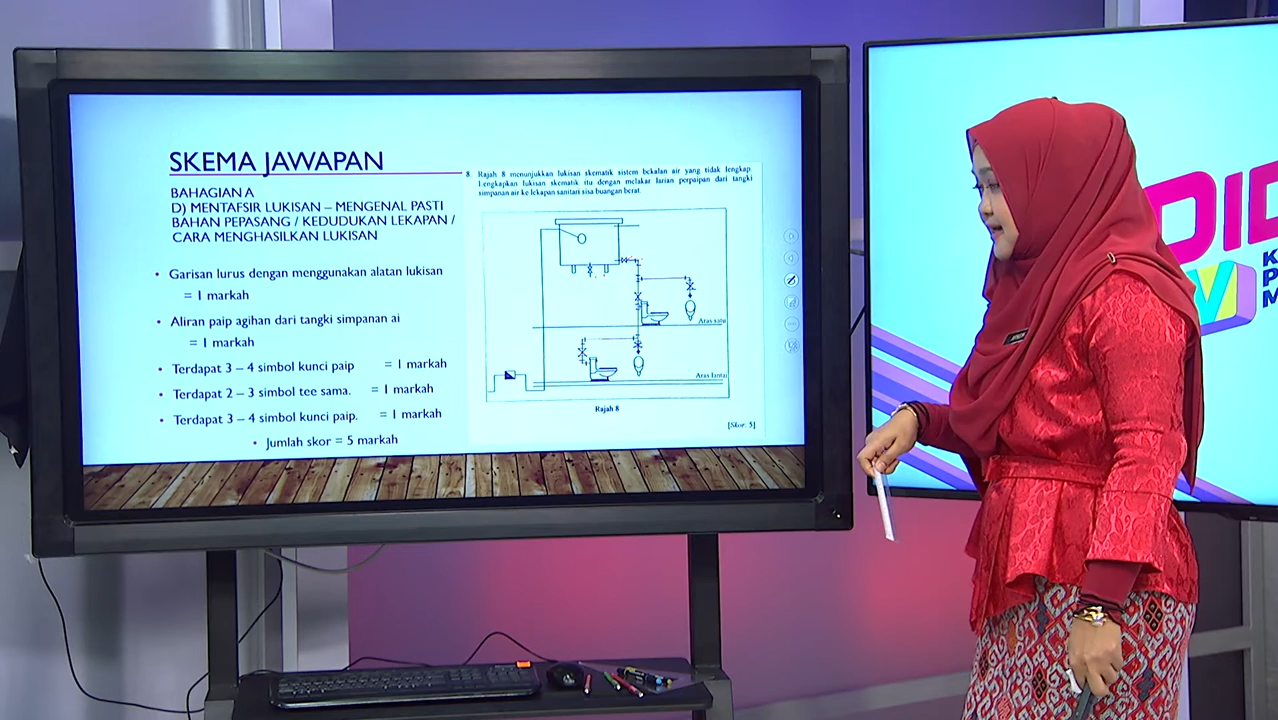 SKEMA JAWAPAN
BAHAGIAN A
D) MENTAFSIR LUKISAN – MENGENAL PASTI
BAHAN PEPASANG / KEDUDUKAN LEKAPAN /
CARA MENGHASILKAN LUKISAN
• Garisan lurus dengan menggunakan alatan lukisan
= 1 markah
• Aliran paip agihan dari tangki simpanan ai
= 1 markah
• Terdapat 3 – 4 simbol kunci paip = 1 markah
• Terdapat 2 – 3 simbol tee sama. = 1 markah
• Terdapat 3 – 4 simbol kunci paip. = 1 markah
• Jumlah skor = 5 markah
8 Rajah 8 menunjukkan lukisan skematik sistem bekalan air yang tidak lengkap.
Lengkapkan lukisan skematik itu dengan melakar larian perpaipan dari tangki
simpanan air ke lekapan sanitari sisa buangan berat.
Aras satu
Aras lantai
Rajah 8
[Skor: 5]
DID
V
K
P
M